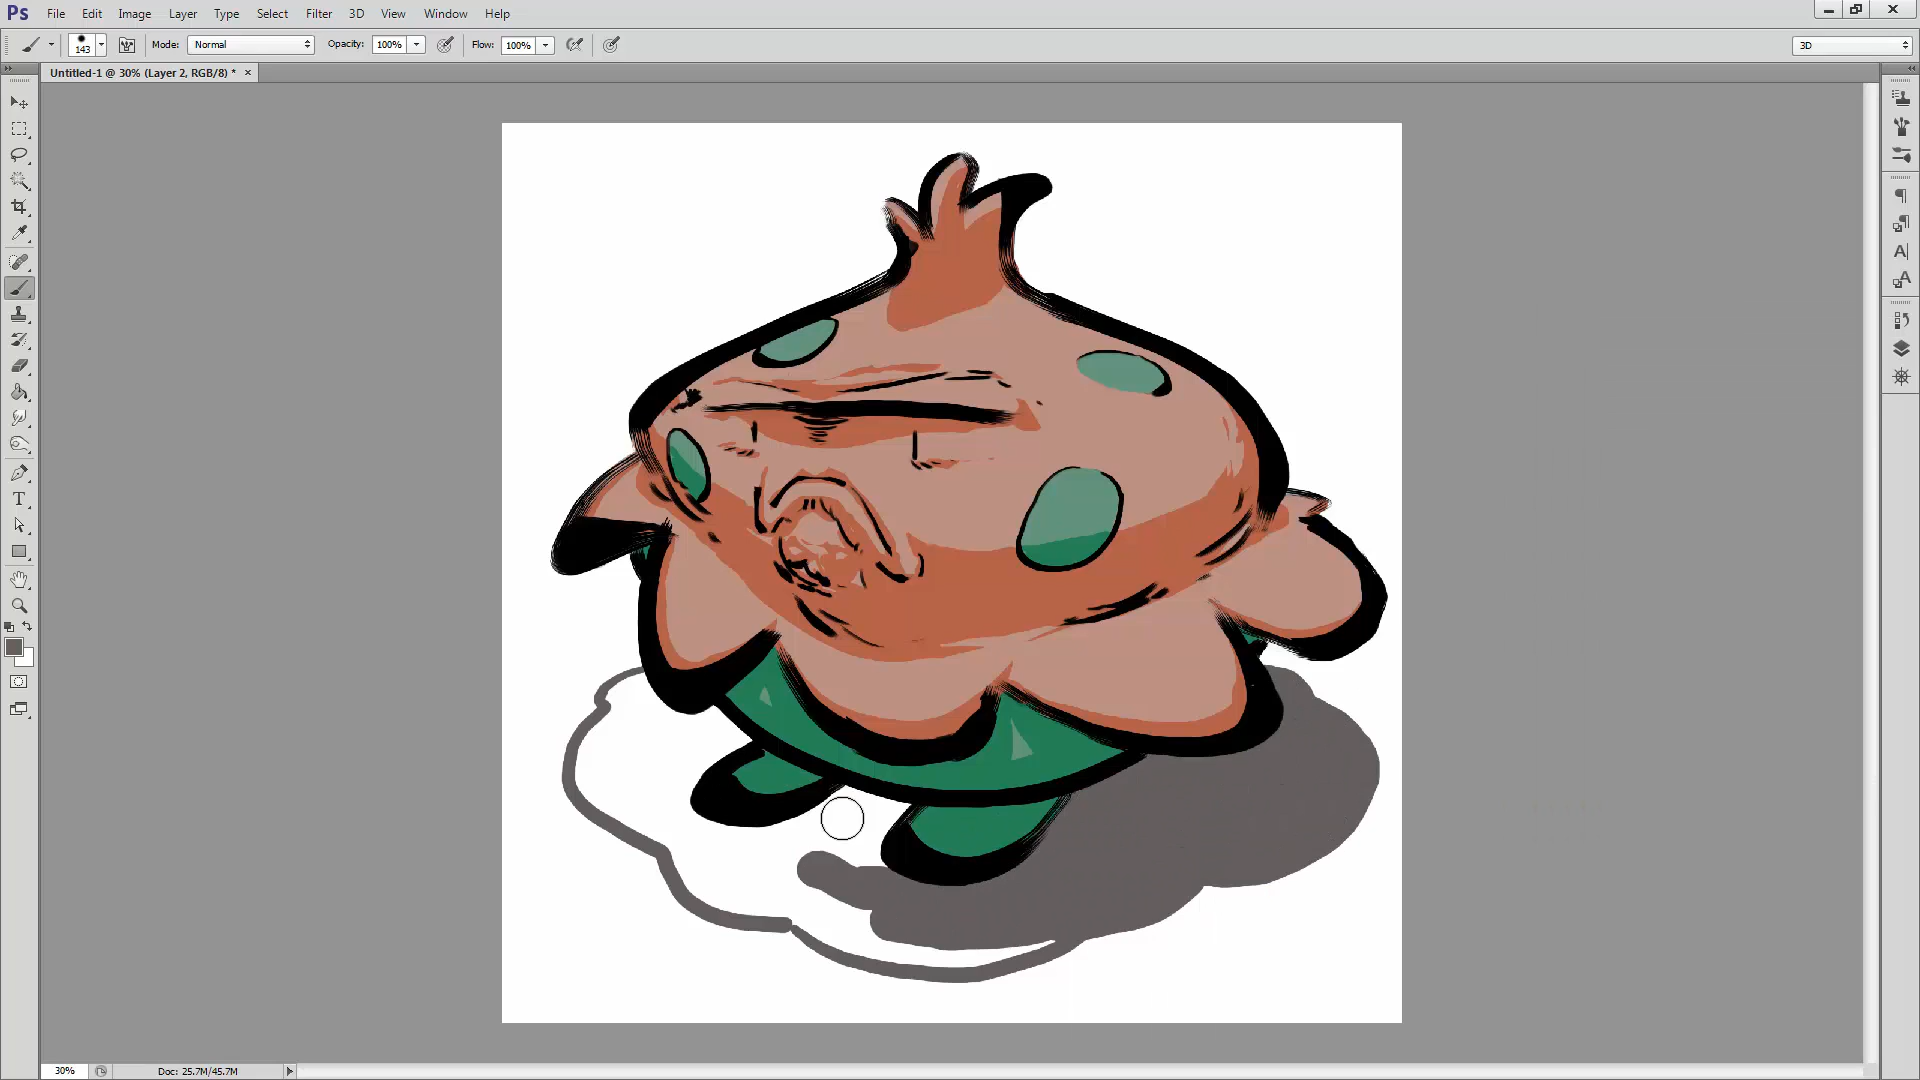 Ps File Edit Image Layer Type Select Filter 3D View Window Help
143 Mode: Normal Opacity: 100% Flow: 100% 3D
Untitled-1 @ 30% (Layer 2, RGB/8) * ×
30% Doc: 25.7M/45.7M